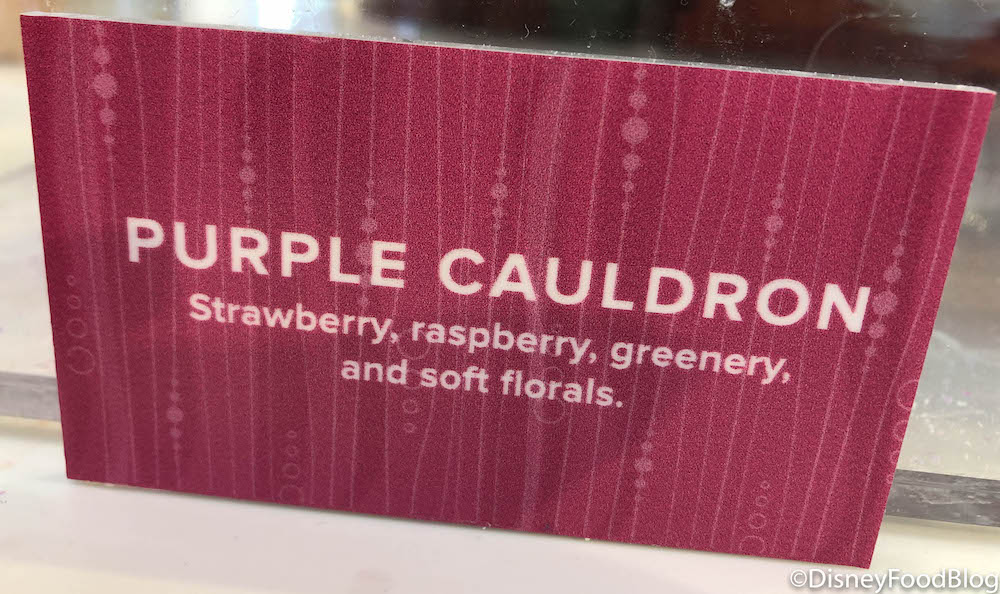 PURPLE CAULDRON
Strawberry, raspberry, greenery,
and soft florals.
©DisneyFoodBlog